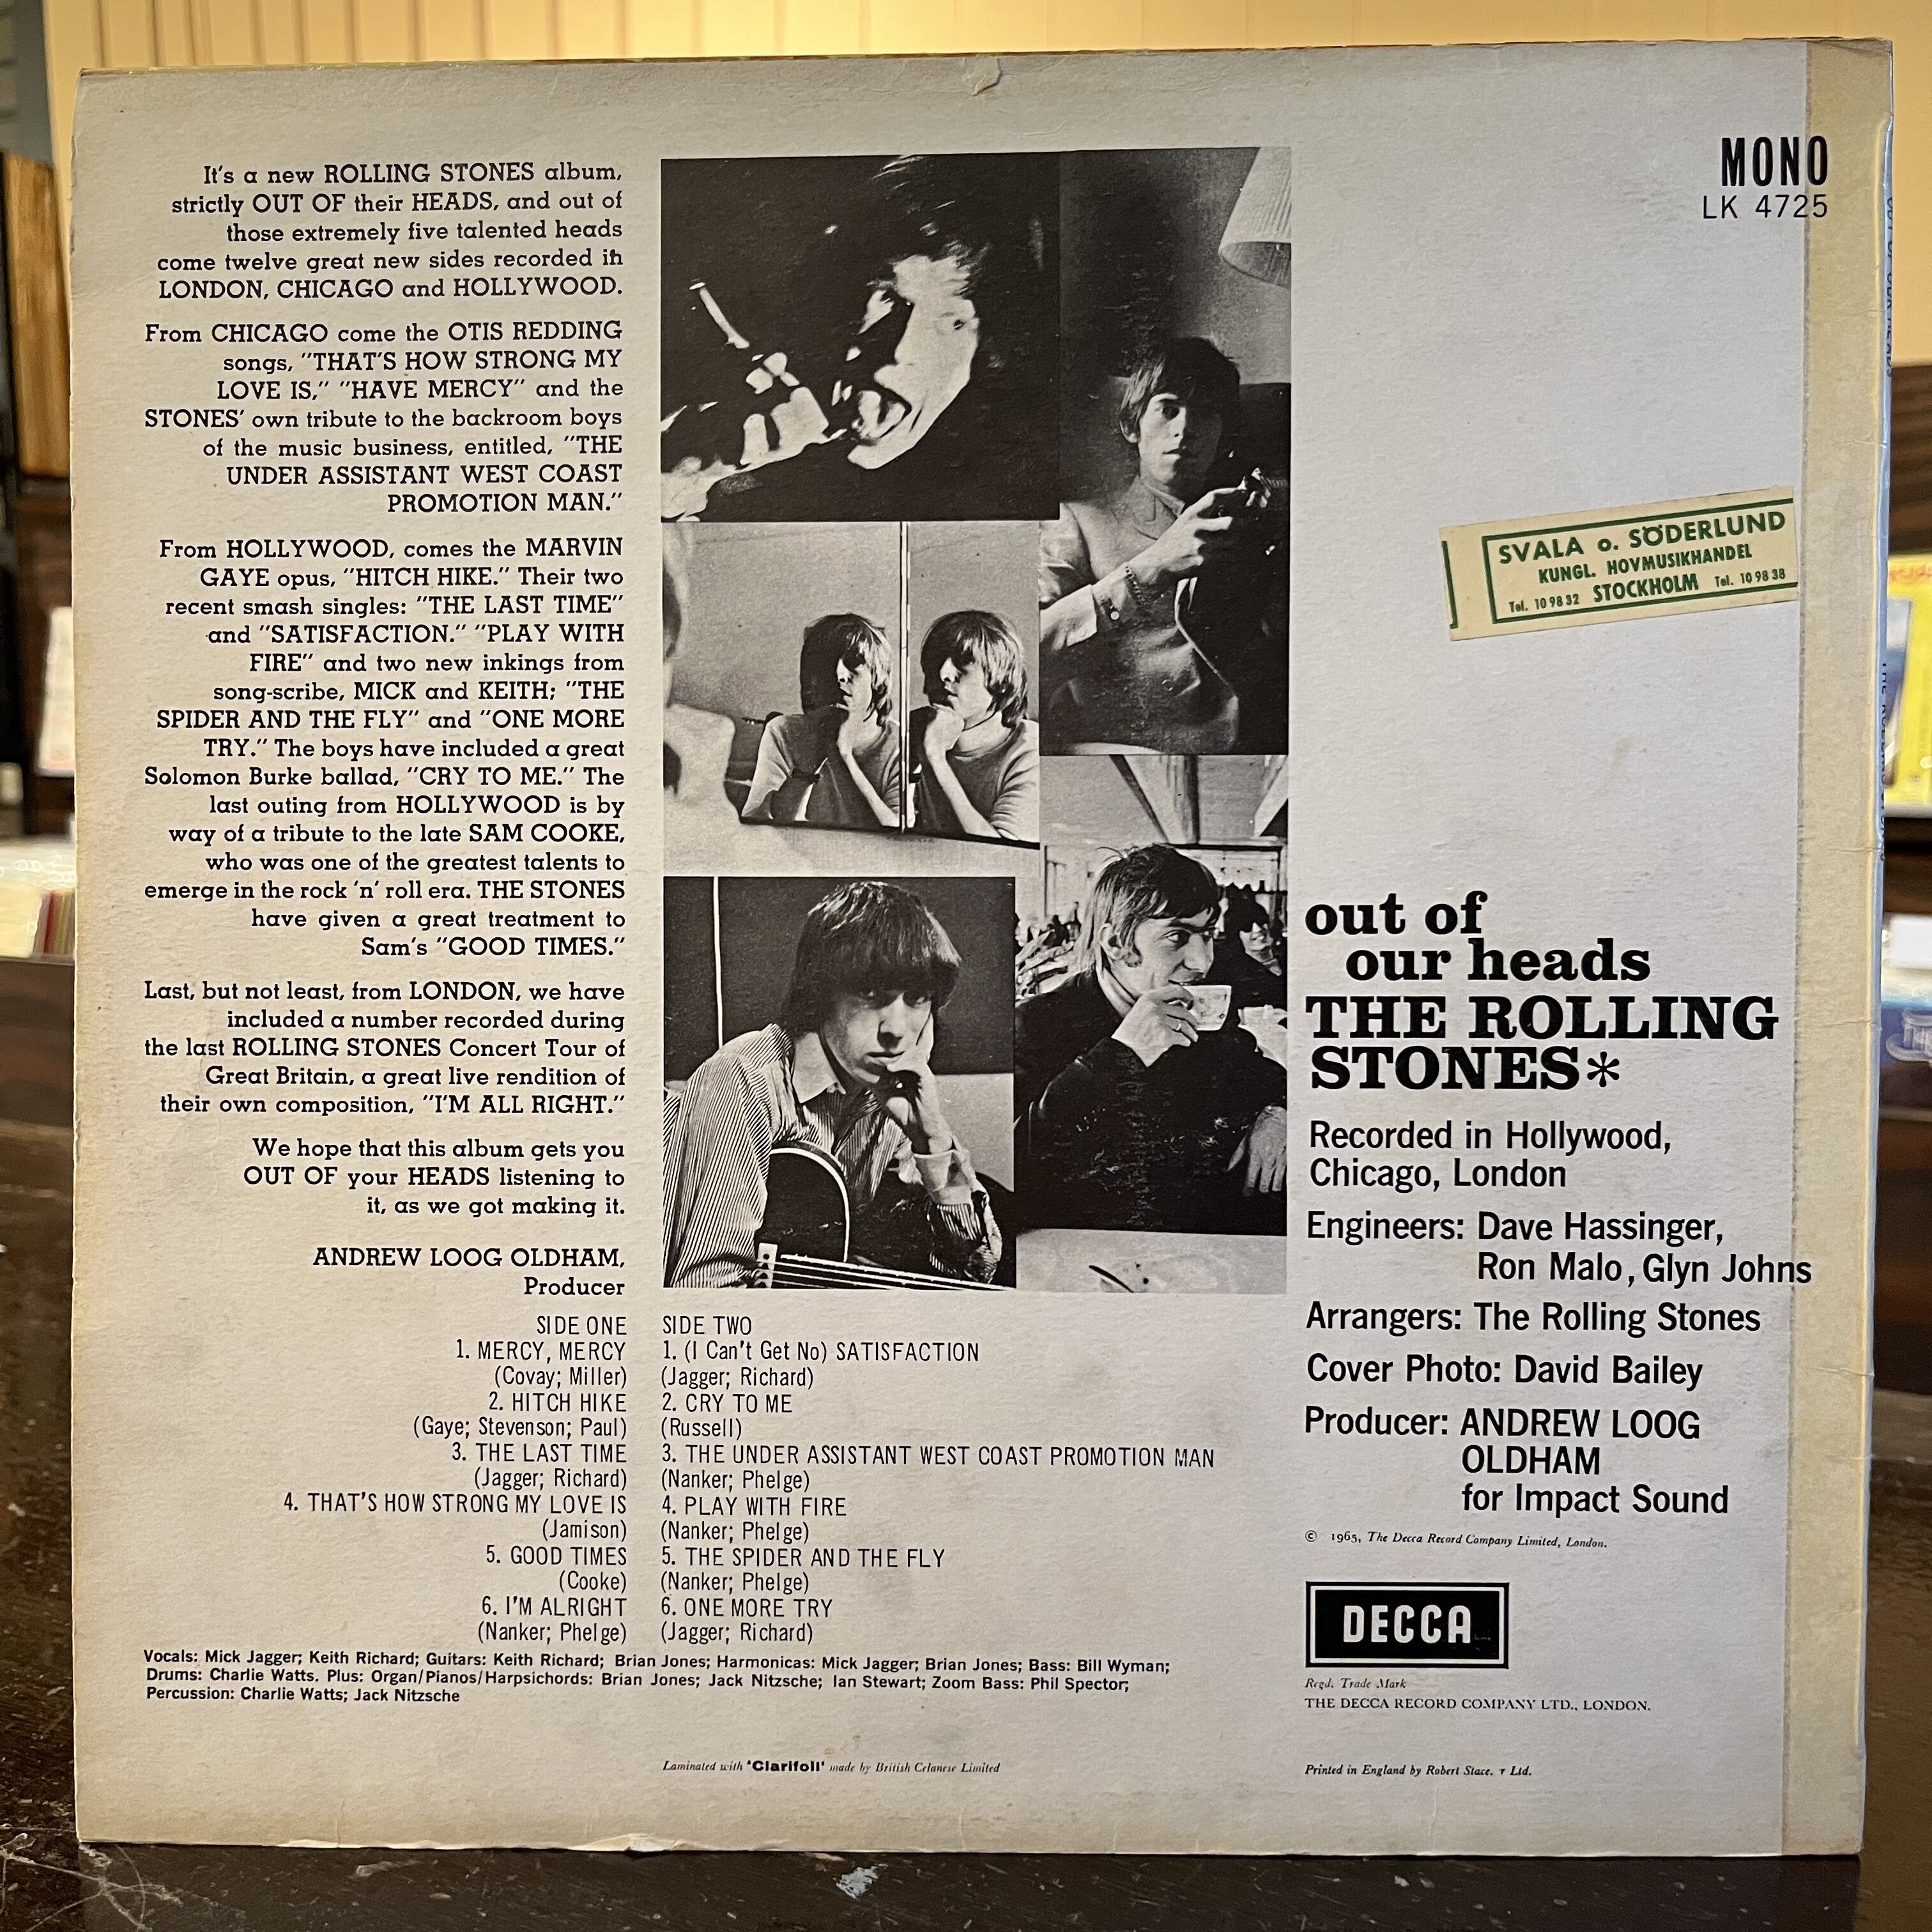 It's a new ROLLING STONES album,
strictly OUT OF their HEADS, and out of
those extremely five talented heads
come twelve great new sides recorded in
LONDON, CHICAGO and HOLLYWOOD.
From CHICAGO come the OTIS REDDING
songs, "THAT'S HOW STRONG MY
LOVE IS," "HAVE MERCY" and the
STONES' own tribute to the backroom boys
of the music business, entitled, "THE
UNDER ASSISTANT WEST COAST
PROMOTION MAN."
From HOLLYWOOD, comes the MARVIN
GAYE opus, "HITCH HIKE." Their two
recent smash singles: "THE LAST TIME"
and "SATISFACTION." "PLAY WITH
FIRE" and two new inkings from
song-scribe, MICK and KEITH; "THE
SPIDER AND THE FLY" and "ONE MORE
TRY." The boys have included a great
Solomon Burke ballad, "CRY TO ME." The
last outing from HOLLYWOOD is by
way of a tribute to the late SAM COOKE,
who was one of the greatest talents to
emerge in the rock 'n' roll era. THE STONES
have given a great treatment to
Sam's "GOOD TIMES."
Last, but not least, from LONDON, we have
included a number recorded during
the last ROLLING STONES Concert Tour of
Great Britain, a great live rendition of
their own composition, "I'M ALL RIGHT."
We hope that this album gets you
OUT OF your HEADS listening to
it, as we got making it.
ANDREW LOOG OLDHAM,
Producer
SIDE ONE
1. MERCY, MERCY
(Covay; Miller)
2. HITCH HIKE
(Gaye; Stevenson; Paul)
3. THE LAST TIME
(Jagger; Richard)
4. THAT'S HOW STRONG MY LOVE IS
(Jamison)
5. GOOD TIMES
(Cooke)
6. I'M ALRIGHT
(Nanker; Phelge)
SIDE TWO
1. (I Can't Get No) SATISFACTION
(Jagger; Richard)
2. CRY TO ME
(Russell)
3. THE UNDER ASSISTANT WEST COAST PROMOTION MAN
(Nanker; Phelge)
4. PLAY WITH FIRE
(Nanker; Phelge)
5. THE SPIDER AND THE FLY
(Nanker; Phelge)
6. ONE MORE TRY
(Jagger; Richard)
Vocals: Mick Jagger; Keith Richard; Guitars: Keith Richard; Brian Jones; Harmonicas: Mick Jagger; Brian Jones; Bass: Bill Wyman;
Drums: Charlie Watts. Plus: Organ/Pianos/Harpsichords: Brian Jones; Jack Nitzsche; Ian Stewart; Zoom Bass: Phil Spector;
Percussion: Charlie Watts; Jack Nitzsche
Laminated with 'Clarifoil' made by British Celanese Limited
MONO
LK 4725
SVALA o. SÖDERLUND
KUNGL. HOVMUSIKHANDEL
Tel. 10 98 32 STOCKHOLM Tel. 10 98 38
out of
our heads
THE ROLLING
STONES*
Recorded in Hollywood,
Chicago, London
Engineers: Dave Hassinger,
Ron Malo, Glyn Johns
Arrangers: The Rolling Stones
Cover Photo: David Bailey
Producer: ANDREW LOOG
OLDHAM
for Impact Sound
© 1965, The Decca Record Company Limited, London.
DECCA
Regd. Trade Mark
THE DECCA RECORD COMPANY LTD., LONDON.
Printed in England by Robert Stace. Ltd.